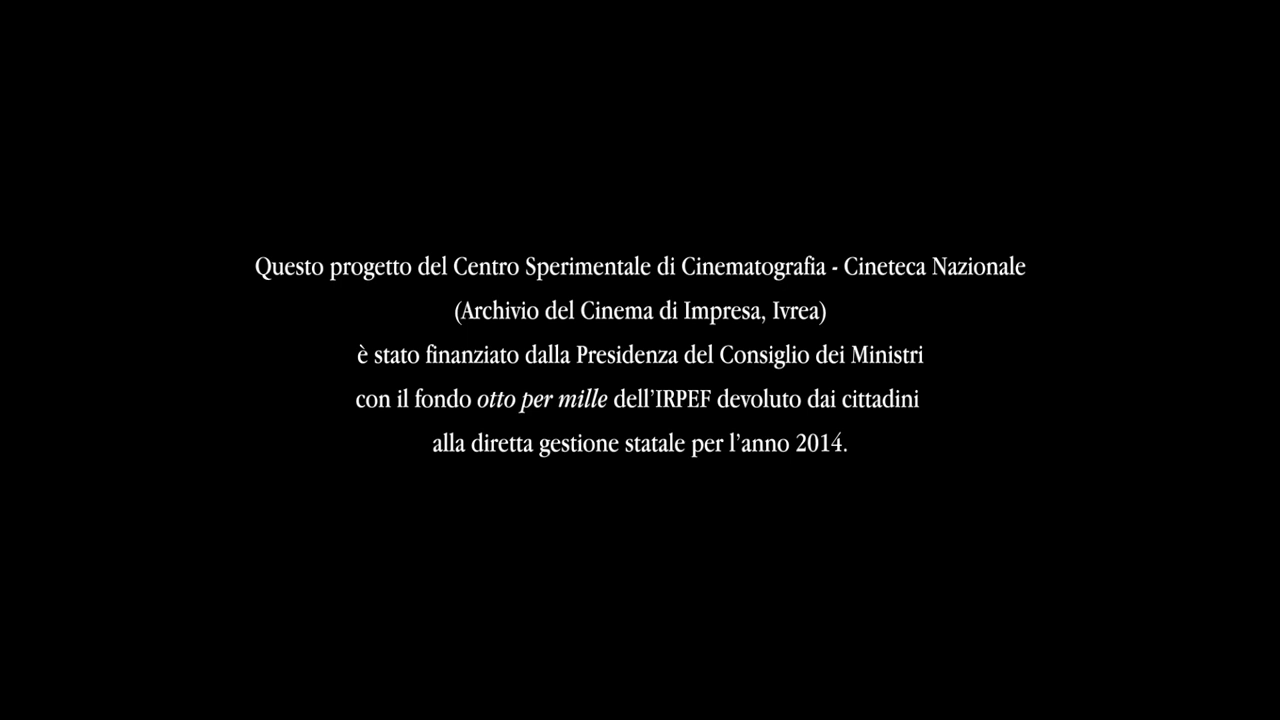 Questo progetto del Centro Sperimentale di Cinematografia - Cineteca Nazionale
(Archivio del Cinema di Impresa, Ivrea)
è stato finanziato dalla Presidenza del Consiglio dei Ministri
con il fondo otto per mille dell’IRPEF devoluto dai cittadini
alla diretta gestione statale per l’anno 2014.